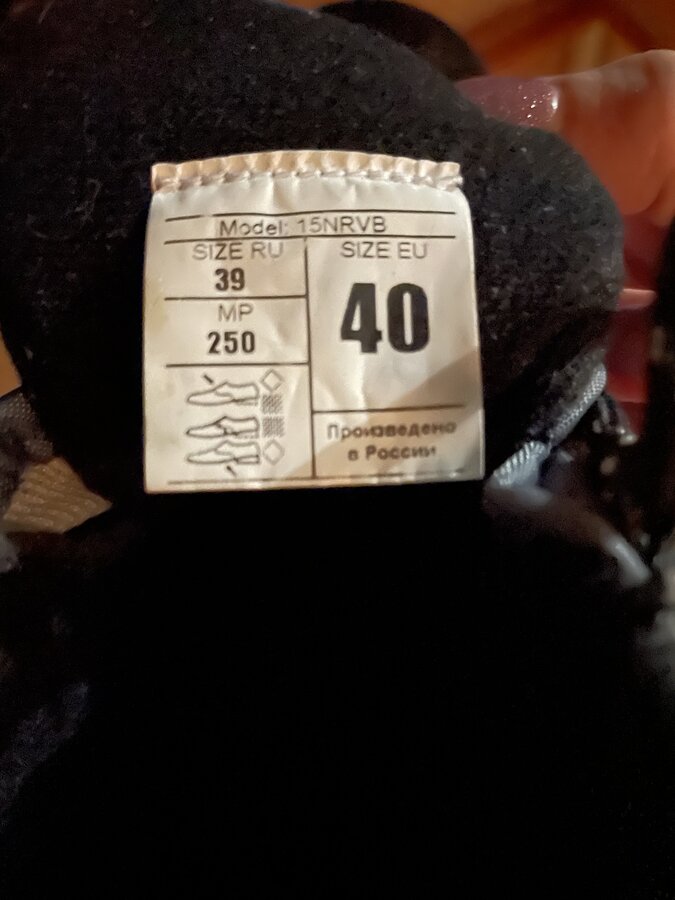 Model: 15NRVB
SIZE RU
39
MP
250
SIZE EU
40
Произведено
в России